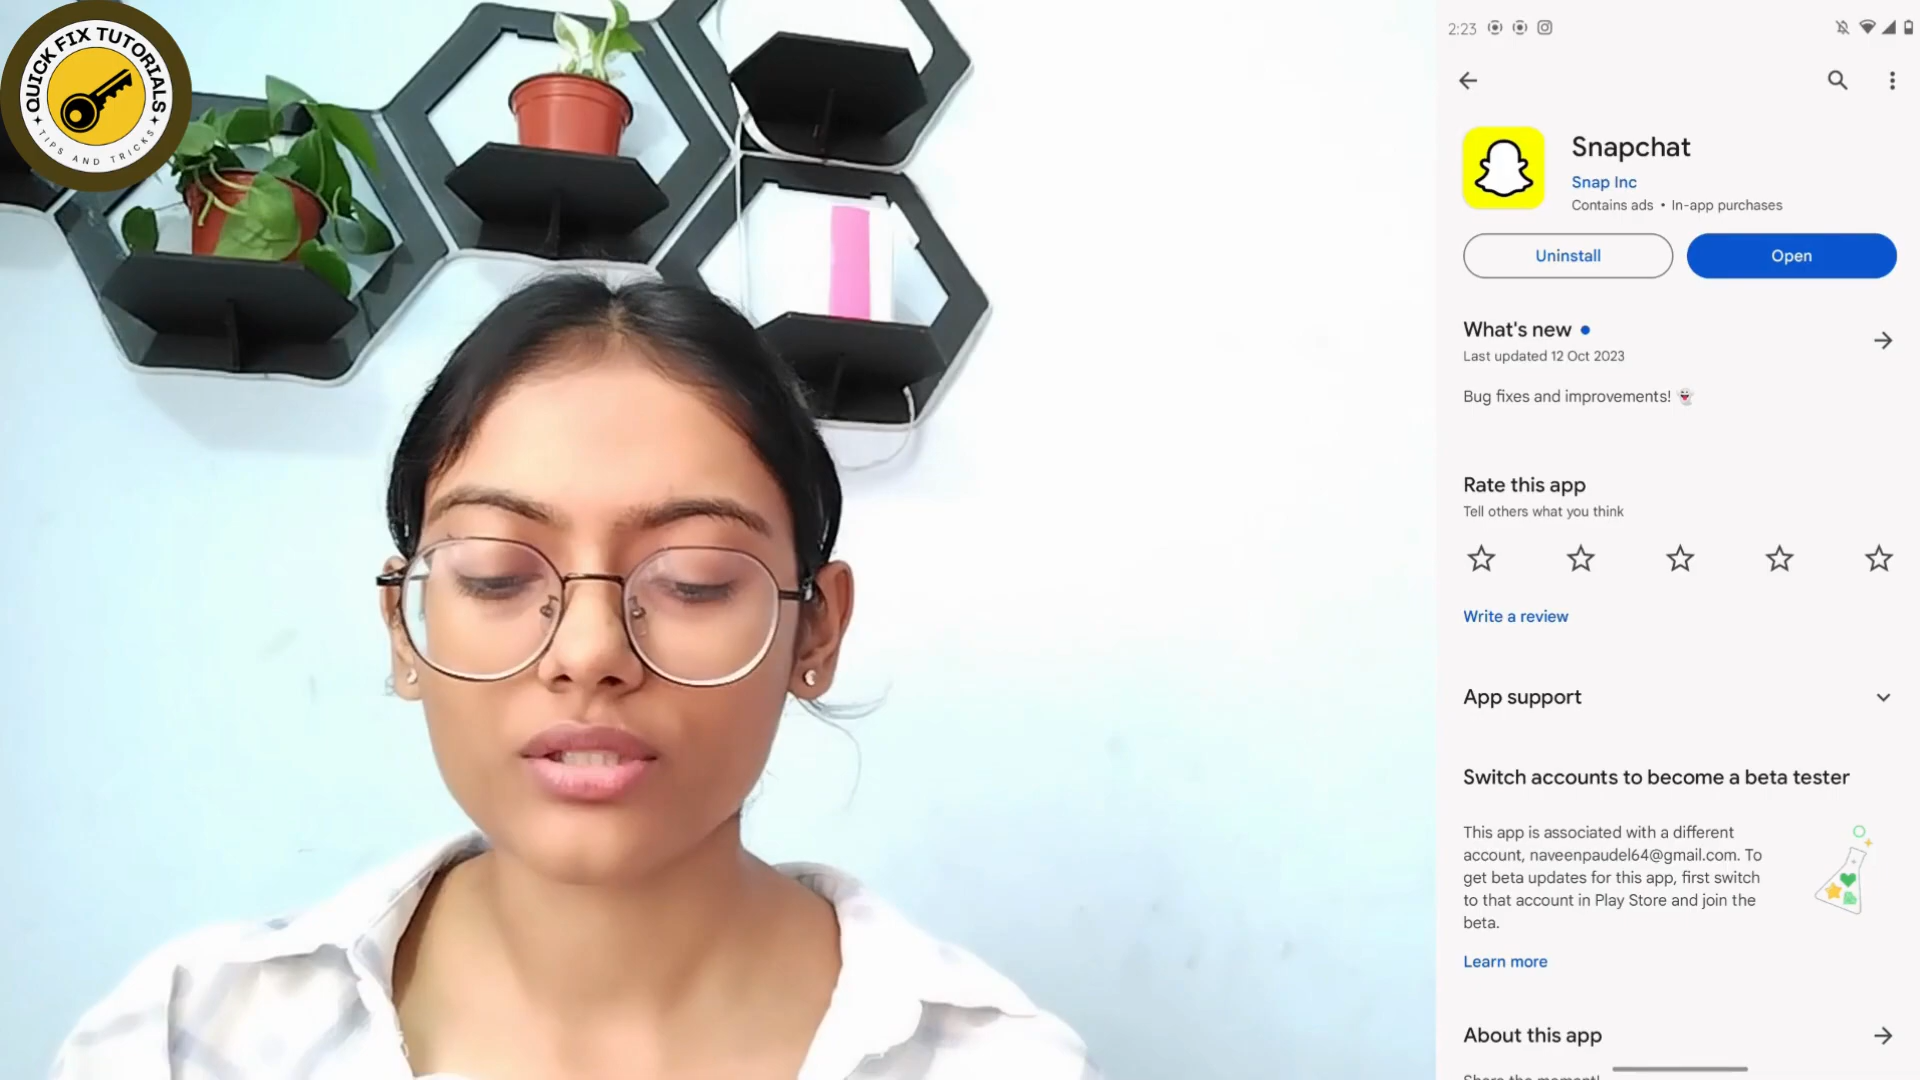 QUICK FIX TUTORIALS
TIPS AND TRICKS
2:23
Snapchat
Snap Inc
Contains ads • In-app purchases
Uninstall
Open
What's new
Last updated 12 Oct 2023
Bug fixes and improvements! 👻
Rate this app
Tell others what you think
Write a review
App support
Switch accounts to become a beta tester
This app is associated with a different
account, naveenpaudel64@gmail.com. To
get beta updates for this app, first switch
to that account in Play Store and join the
beta.
Learn more
About this app
Share the moment!